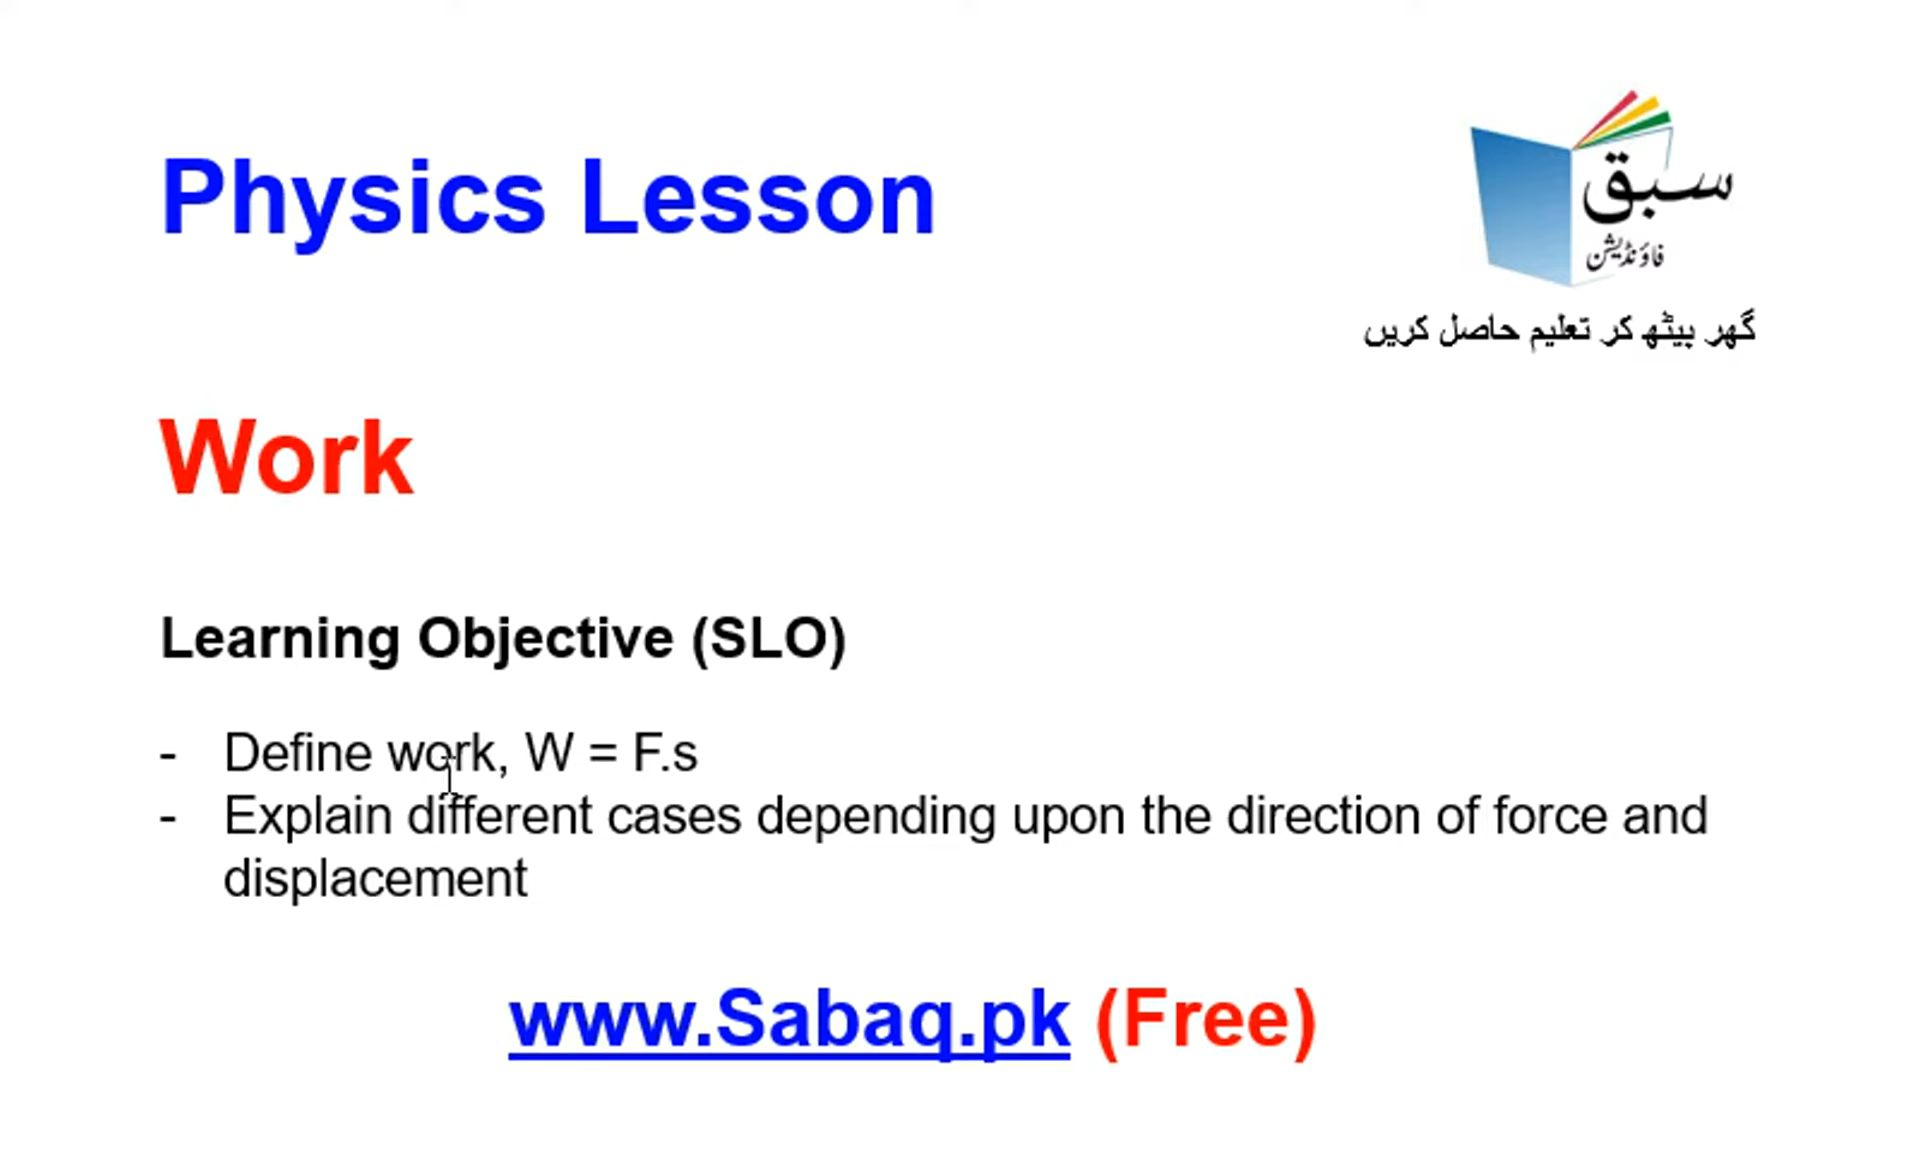 Physics Lesson
سبق
فاؤنڈیشن
گھر بیٹھ کر تعلیم حاصل کریں
Work
Learning Objective (SLO)
- Define work, W = F.s
- Explain different cases depending upon the direction of force and
displacement
www.Sabaq.pk (Free)